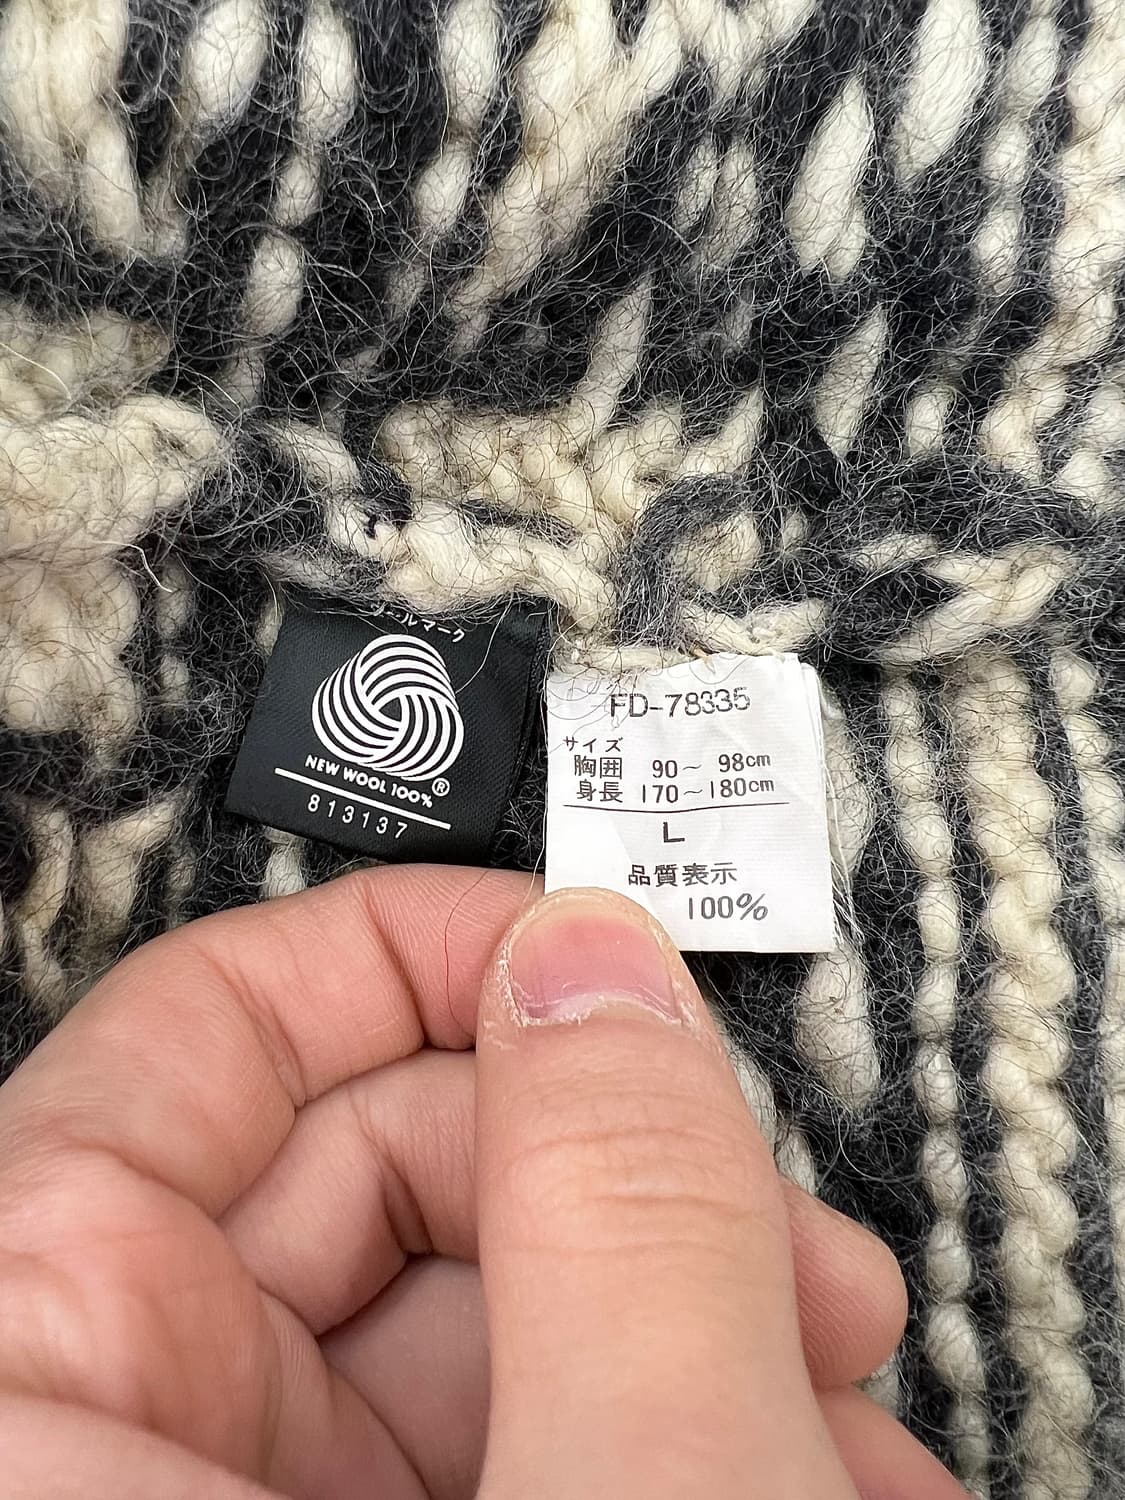 ールマーク
NEW WOOL 100%®
813137
FD-78335
サイズ
胸囲 90~ 98cm
身長 170~180cm
L
品質表示
100%